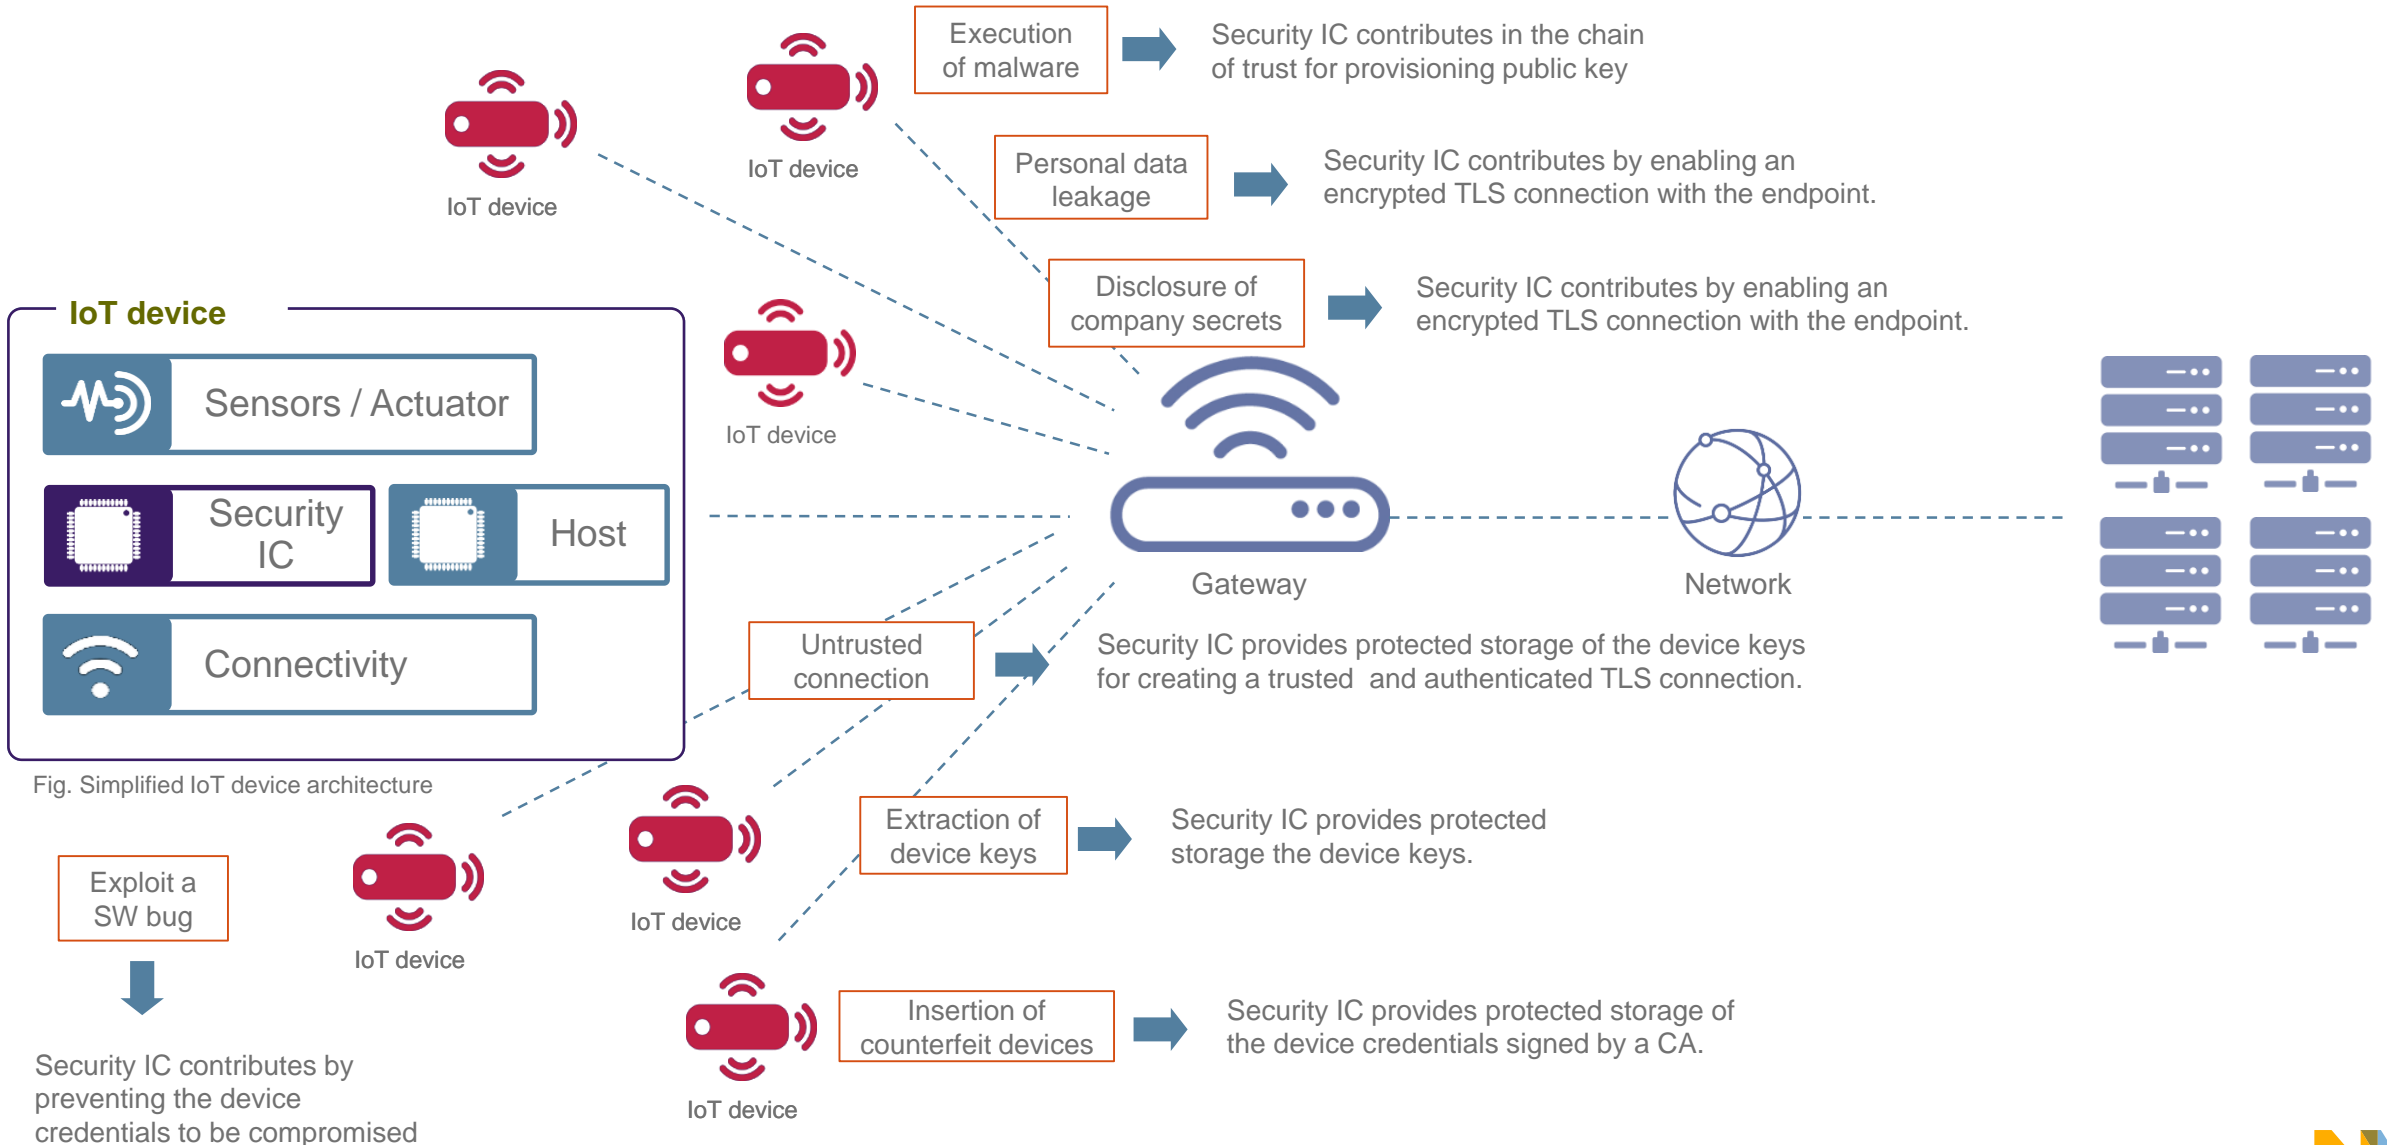 Execution
of malware
Security IC contributes in the chain
of trust for provisioning public key
IoT device
IoT device
Personal data
leakage
Security IC contributes by enabling an
encrypted TLS connection with the endpoint.
Disclosure of
company secrets
Security IC contributes by enabling an
encrypted TLS connection with the endpoint.
IoT device
Sensors / Actuator
Security
IC
Host
Connectivity
Fig. Simplified IoT device architecture
IoT device
Gateway
Network
Untrusted
connection
Security IC provides protected storage of the device keys
for creating a trusted  and authenticated TLS connection.
Extraction of
device keys
Security IC provides protected
storage the device keys.
IoT device
IoT device
Exploit a
SW bug
Security IC contributes by
preventing the device
credentials to be compromised
Insertion of
counterfeit devices
Security IC provides protected storage of
the device credentials signed by a CA.
IoT device